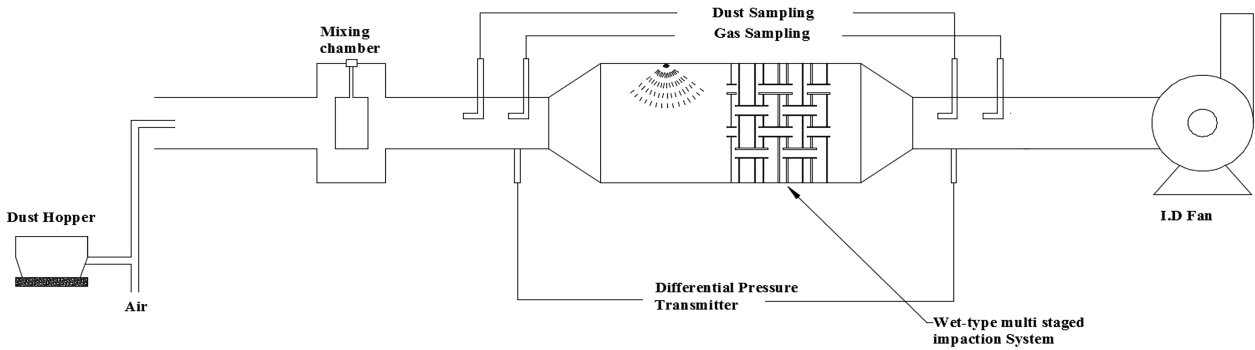 Dust Sampling
Gas Sampling
Mixing
chamber
Dust Hopper
Air
I.D Fan
Differential Pressure
Transmitter
Wet-type multi staged
impaction System